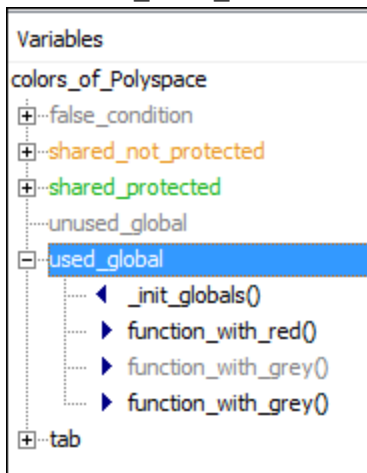 Variables
colors_of_Polyspace
false_condition
shared_not_protected
shared_protected
unused_global
used_global
_init_globals()
function_with_red()
function_with_grey()
function_with_grey()
tab